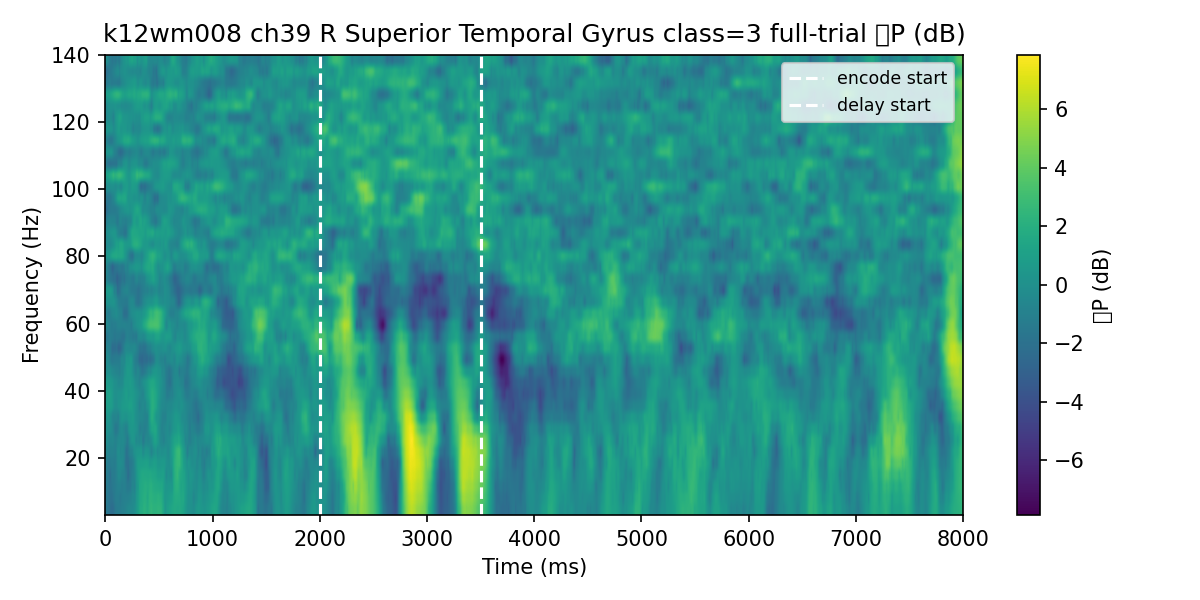 k12wm008 ch39 R Superior Temporal Gyrus class=3 full-trial ▯P (dB)
encode start
delay start
140
120
100
80
60
40
20
Frequency (Hz)
0 1000 2000 3000 4000 5000 6000 7000 8000
Time (ms)
6
4
2
0
−2
−4
−6
▯P (dB)